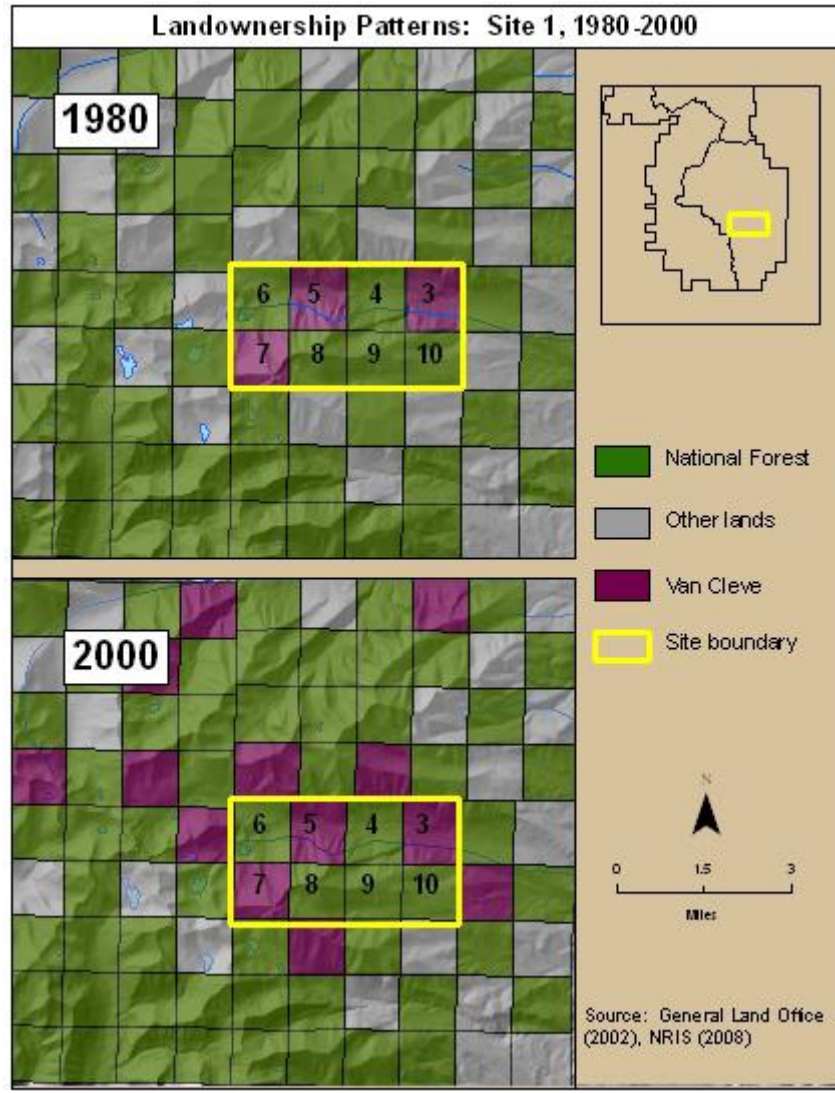 Landownership Patterns: Site 1, 1980-2000
1980
6 5 4 3
7 8 9 10
National Forest
Other lands
Van Cleve
Site boundary
2000
6 5 4 3
7 8 9 10
N
0 1.5 3
Miles
Source: General Land Office
(2002), NRIS (2008)